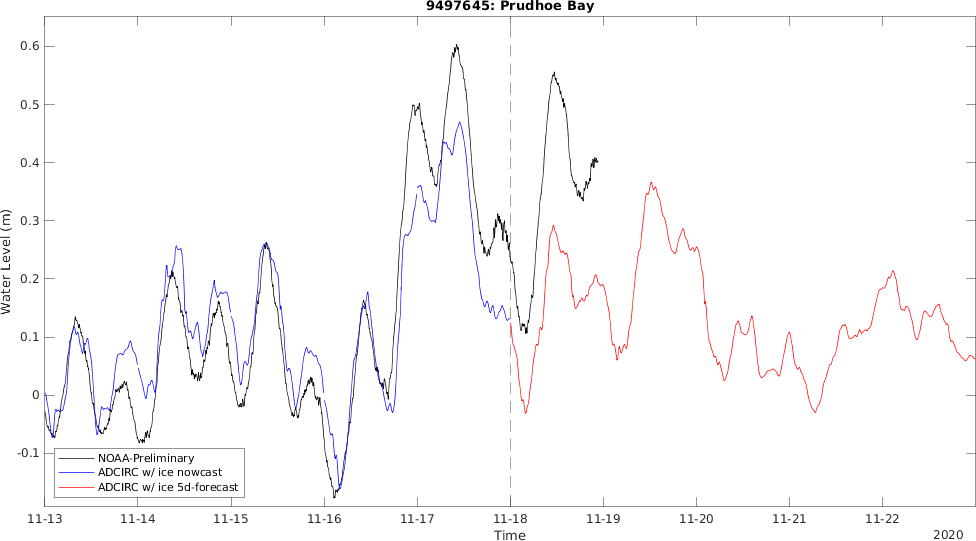 9497645: Prudhoe Bay
Water Level (m)
0.6
0.5
0.4
0.3
0.2
0.1
0
-0.1
NOAA-Preliminary
ADCIRC w/ ice nowcast
ADCIRC w/ ice 5d-forecast
11-13 11-14 11-15 11-16 11-17 11-18 11-19 11-20 11-21 11-22
Time
2020